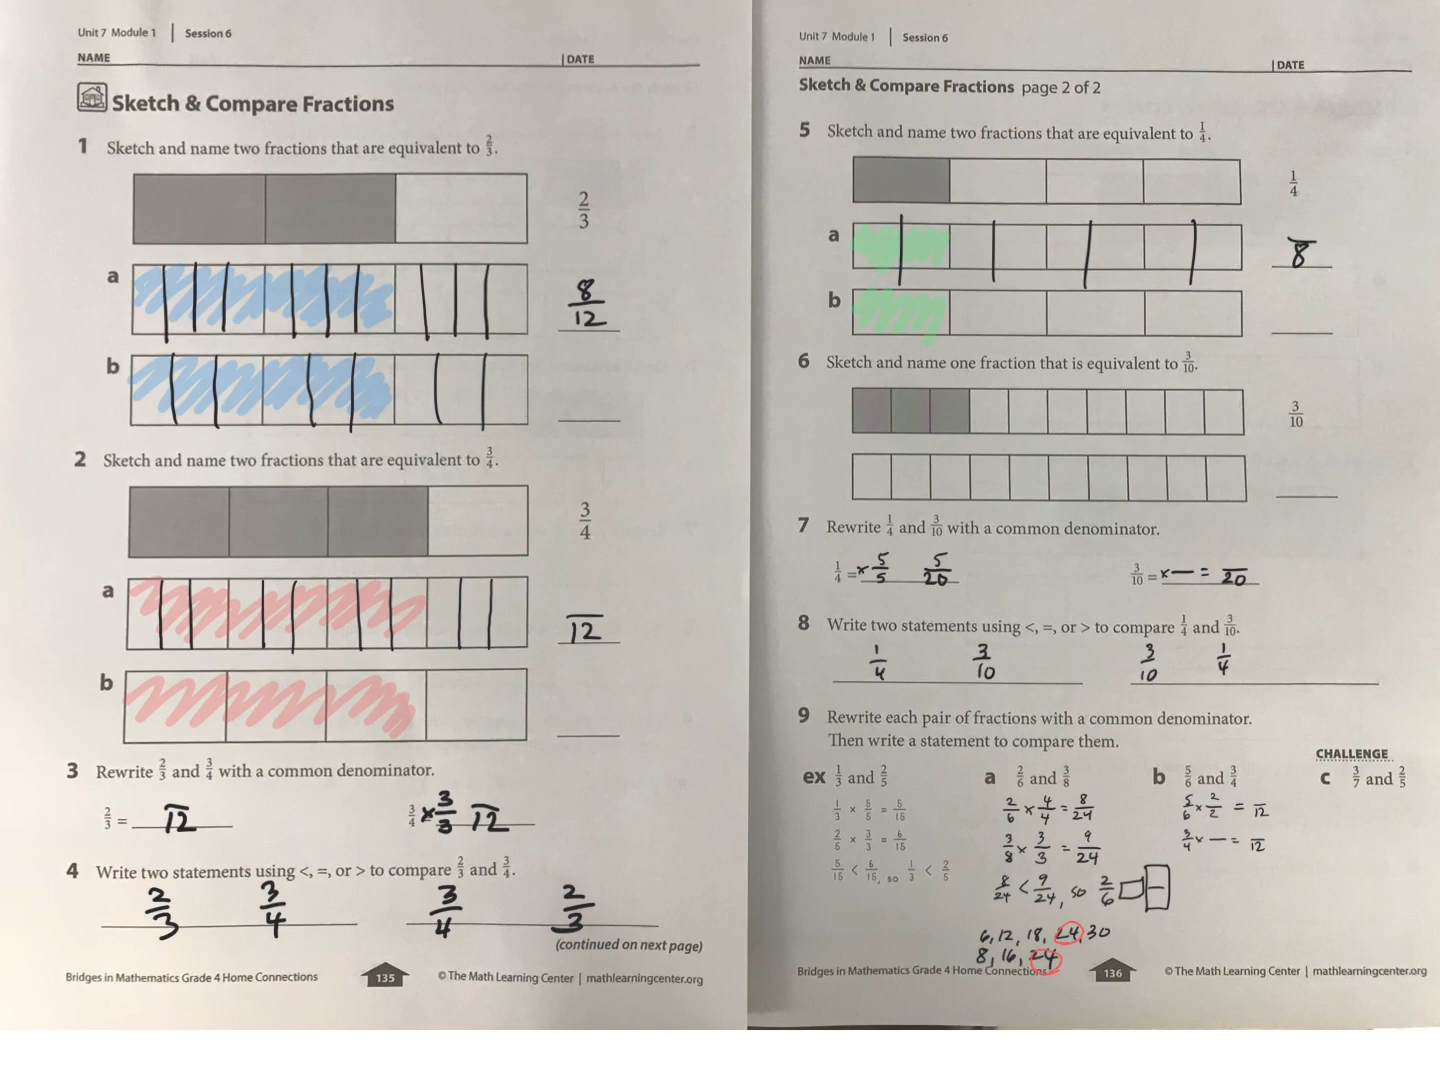 Unit 7 Module 1 | Session 6
NAME | DATE
Sketch & Compare Fractions
1 Sketch and name two fractions that are equivalent to 2/3.
2/3
a 8/12
b
2 Sketch and name two fractions that are equivalent to 3/4.
3/4
a /12
b
3 Rewrite 2/3 and 3/4 with a common denominator.
2/3 = /12 3/4 × 3/3 /12
4 Write two statements using <, =, or > to compare 2/3 and 3/4.
2/3 3/4 3/4 2/3
(continued on next page)
Bridges in Mathematics Grade 4 Home Connections 135 © The Math Learning Center | mathlearningcenter.org
Unit 7 Module 1 | Session 6
NAME | DATE
Sketch & Compare Fractions page 2 of 2
5 Sketch and name two fractions that are equivalent to 1/4.
1/4
a /8
b
6 Sketch and name one fraction that is equivalent to 3/10.
3/10
7 Rewrite 1/4 and 3/10 with a common denominator.
1/4 = × 5/5 5/20 3/10 = × — = /20
8 Write two statements using <, =, or > to compare 1/4 and 3/10.
1/4 3/10 3/10 1/4
9 Rewrite each pair of fractions with a common denominator.
Then write a statement to compare them.
CHALLENGE
ex 1/3 and 2/5 a 2/6 and 3/8 b 5/6 and 3/4 c 3/7 and 2/5
1/3 × 5/5 = 5/15 2/6 × 4/4 = 8/24 5/6 × 2/2 = /12
2/5 × 3/3 = 6/15 3/8 × 3/3 = 9/24 3/4 × — = /12
5/15 < 6/15, so 1/3 < 2/5 8/24 < 9/24, so 2/6
6, 12, 18, 24, 30
8, 16, 24
Bridges in Mathematics Grade 4 Home Connections 136 © The Math Learning Center | mathlearningcenter.org